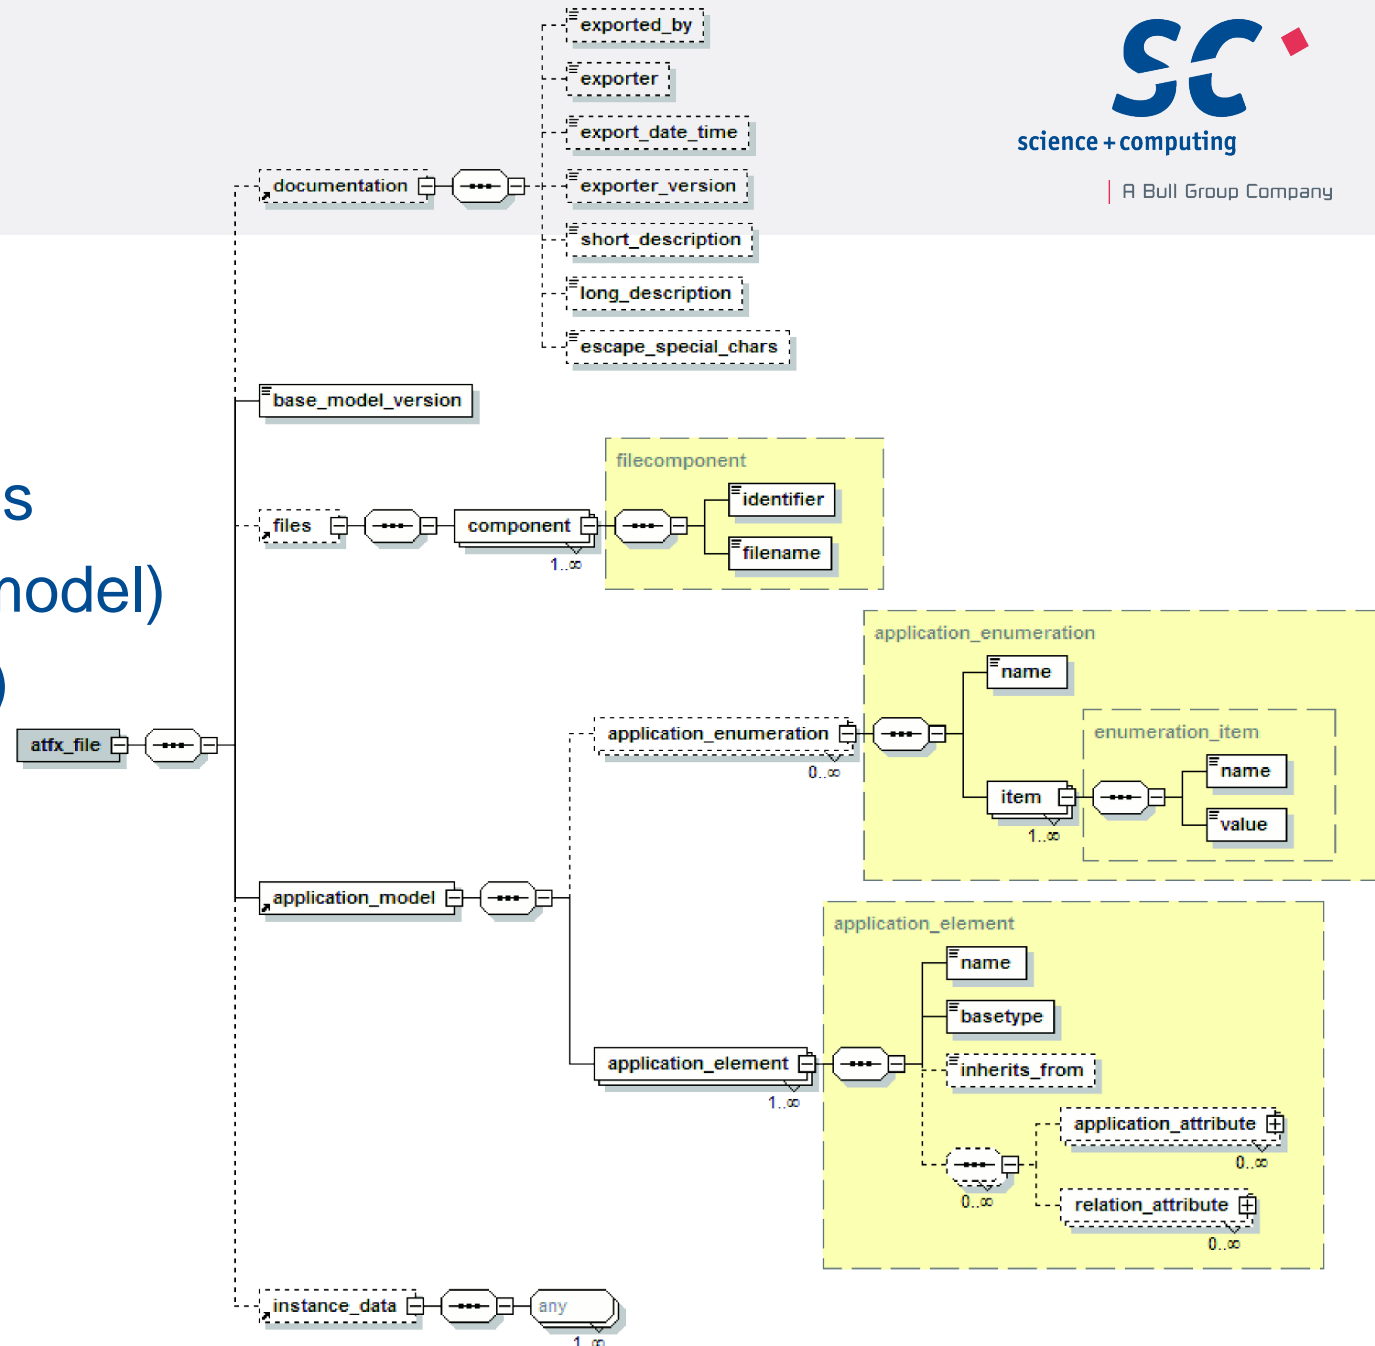 exported_by
exporter
export_date_time
documentation
exporter_version
short_description
long_description
escape_special_chars
SC
science + computing
A Bull Group Company
base_model_version
s
model)
)
filecomponent
files
component
1..∞
identifier
filename
atfx_file
application_enumeration
application_enumeration
0..∞
name
item
1..∞
enumeration_item
name
value
application_model
application_element
application_element
1..∞
name
basetype
inherits_from
application_attribute
0..∞
0..∞
relation_attribute
0..∞
instance_data
any
1..∞